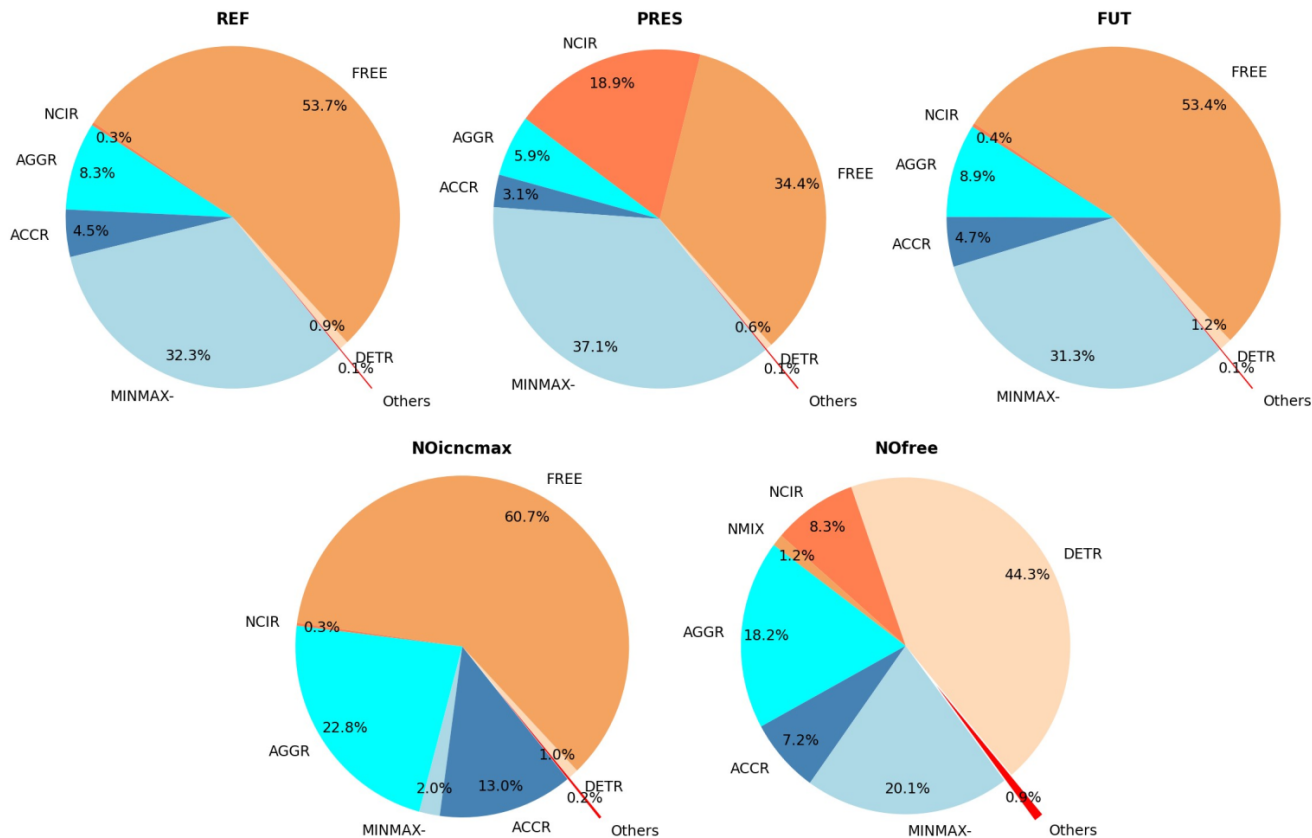 REF
FREE
53.7%
NCIR
0.3%
AGGR
8.3%
ACCR
4.5%
MINMAX-
32.3%
0.9%
DETR
0.1%
Others
PRES
NCIR
18.9%
AGGR
5.9%
ACCR
3.1%
FREE
34.4%
MINMAX-
37.1%
0.6%
DETR
0.1%
Others
FUT
FREE
53.4%
NCIR
0.4%
AGGR
8.9%
ACCR
4.7%
MINMAX-
31.3%
1.2%
DETR
0.1%
Others
NOicncmax
FREE
60.7%
NCIR
0.3%
AGGR
22.8%
MINMAX-
2.0%
ACCR
13.0%
1.0%
DETR
0.2%
Others
NOfree
NCIR
8.3%
NMIX
1.2%
AGGR
18.2%
ACCR
7.2%
MINMAX-
20.1%
DETR
44.3%
0.9%
Others